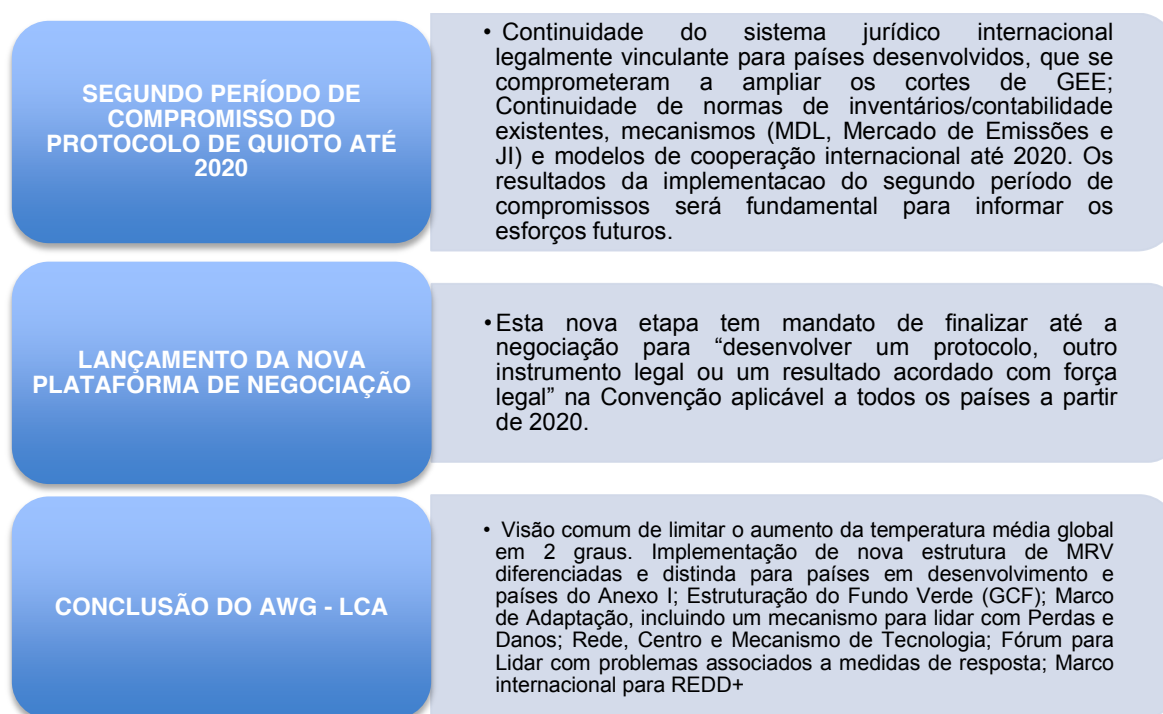 SEGUNDO PERÍODO DE
COMPROMISSO DO
PROTOCOLO DE QUIOTO ATÉ
2020
• Continuidade do sistema jurídico internacional
legalmente vinculante para países desenvolvidos, que se
comprometeram a ampliar os cortes de GEE;
Continuidade de normas de inventários/contabilidade
existentes, mecanismos (MDL, Mercado de Emissões e
JI) e modelos de cooperação internacional até 2020. Os
resultados da implementacao do segundo período de
compromissos será fundamental para informar os
esforços futuros.
LANÇAMENTO DA NOVA
PLATAFORMA DE NEGOCIAÇÃO
•Esta nova etapa tem mandato de finalizar até a
negociação para “desenvolver um protocolo, outro
instrumento legal ou um resultado acordado com força
legal” na Convenção aplicável a todos os países a partir
de 2020.
CONCLUSÃO DO AWG - LCA
• Visão comum de limitar o aumento da temperatura média global
em 2 graus. Implementação de nova estrutura de MRV
diferenciadas e distinda para países em desenvolvimento e
países do Anexo I; Estruturação do Fundo Verde (GCF); Marco
de Adaptação, incluindo um mecanismo para lidar com Perdas e
Danos; Rede, Centro e Mecanismo de Tecnologia; Fórum para
Lidar com problemas associados a medidas de resposta; Marco
internacional para REDD+